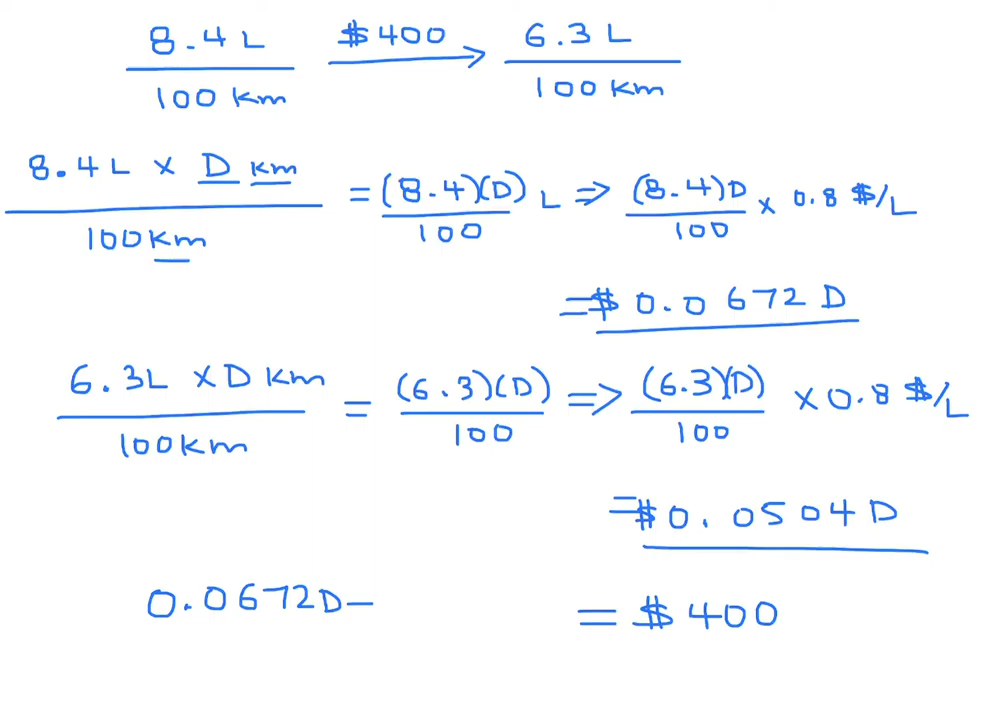 8.4 L $400 6.3 L
100 km 100 km
8.4 L × D km
100 km
= (8.4)(D) L ⇒ (8.4)D × 0.8 $/L
100 100
= $ 0.0672 D
6.3 L × D km = (6.3)(D) ⇒ (6.3)(D) × 0.8 $/L
100 km 100 100
= $ 0.0504 D
0.0672 D – = $ 400